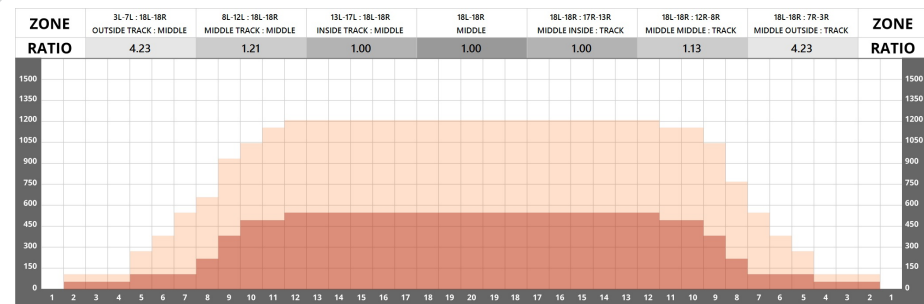 ZONE 3L-7L : 18L-18R 8L-12L : 18L-18R 13L-17L : 18L-18R 18L-18R 18L-18R : 17R-13R 18L-18R : 12R-8R 18L-18R : 7R-3R ZONE
OUTSIDE TRACK : MIDDLE MIDDLE TRACK : MIDDLE INSIDE TRACK : MIDDLE MIDDLE MIDDLE INSIDE : TRACK MIDDLE MIDDLE : TRACK MIDDLE OUTSIDE : TRACK
RATIO 4.23 1.21 1.00 1.00 1.00 1.13 4.23 RATIO
1500 1500
1350 1350
1200 1200
1050 1050
900 900
750 750
600 600
450 450
300 300
150 150
0 0
1 2 3 4 5 6 7 8 9 10 11 12 13 14 15 16 17 18 19 20 19 18 17 16 15 14 13 12 11 10 9 8 7 6 5 4 3 2 1